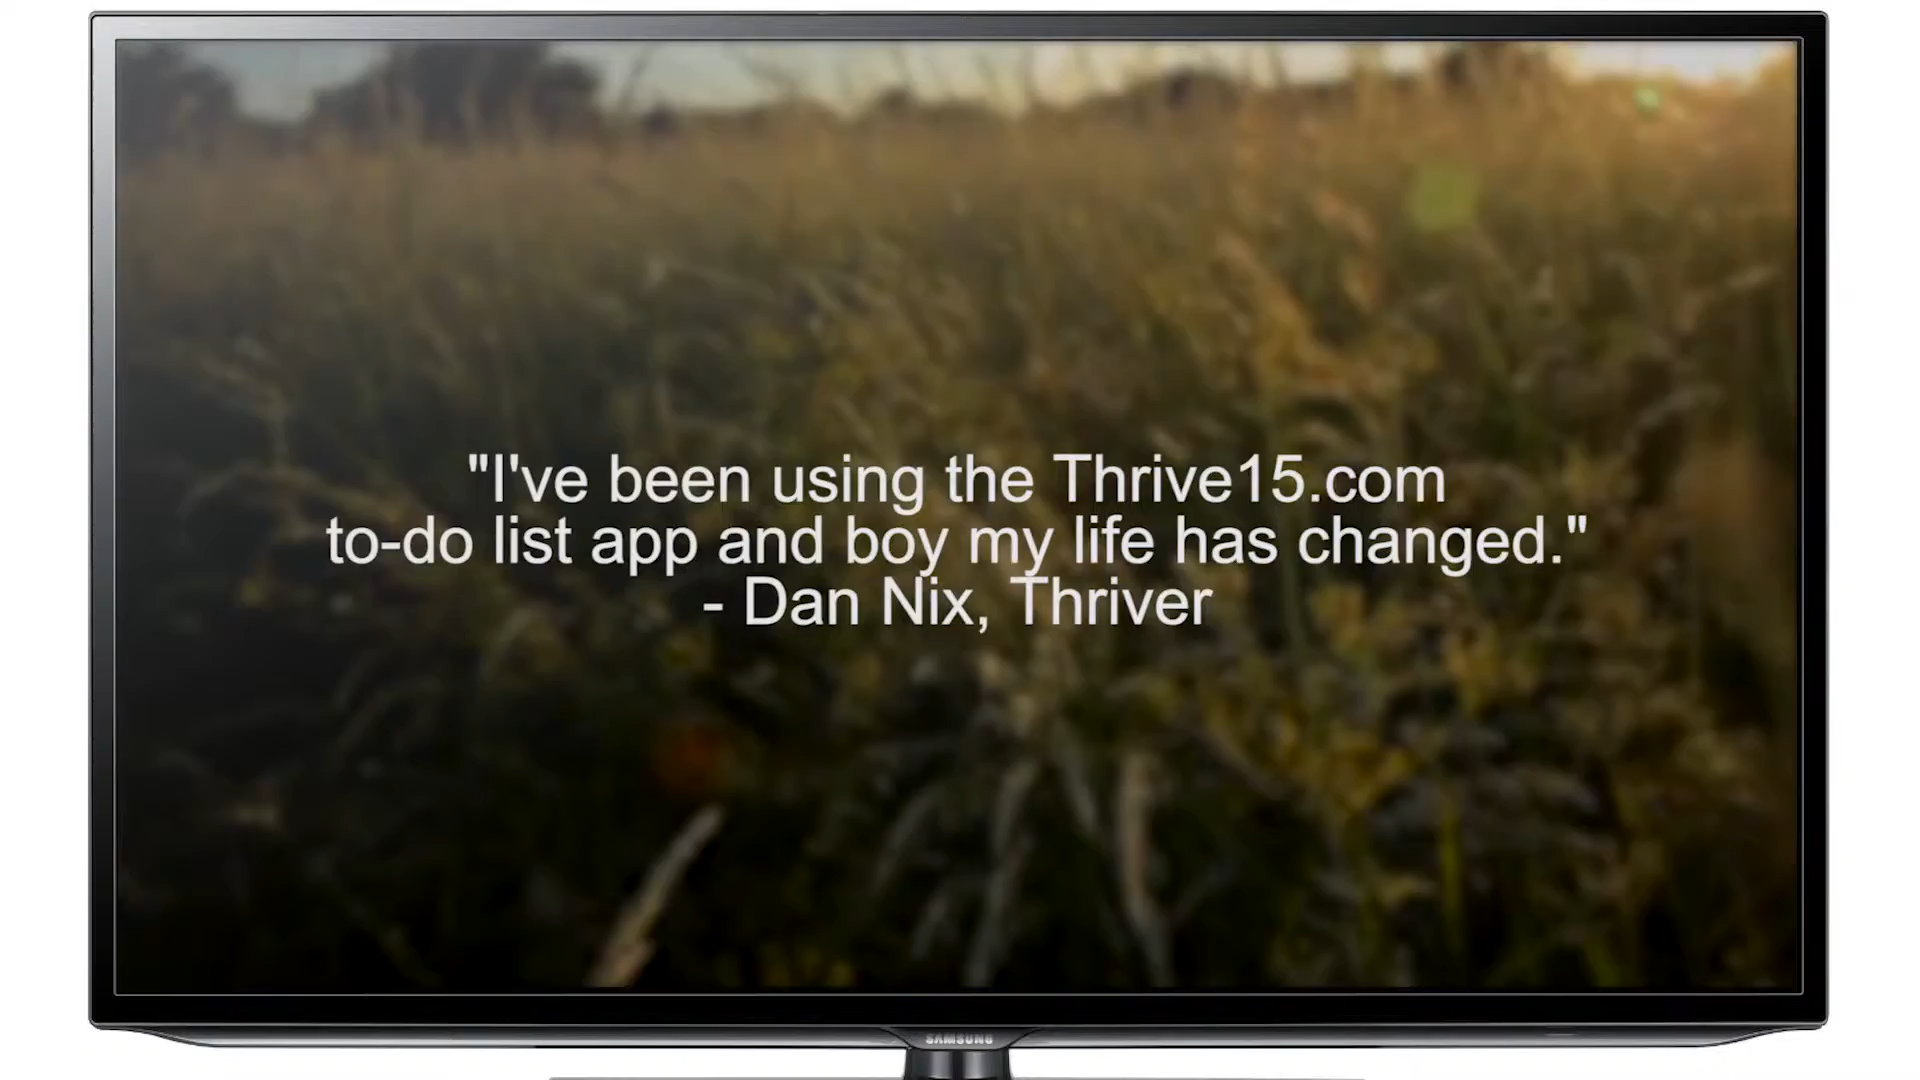 "I've been using the Thrive15.com
to-do list app and boy my life has changed."
- Dan Nix, Thriver
SAMSUNG